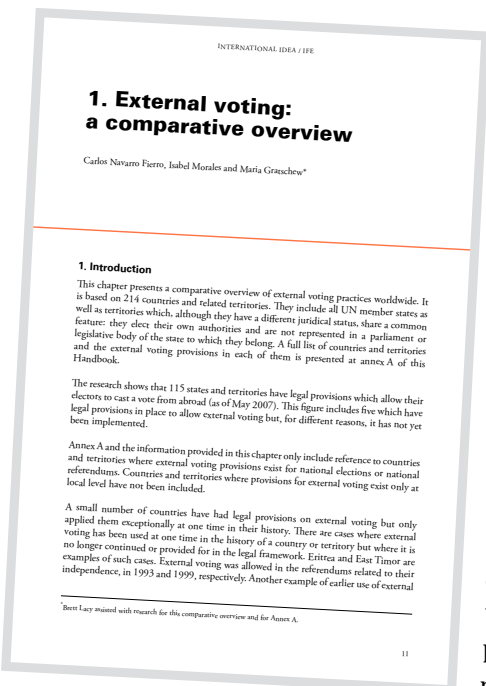 INTERNATIONAL IDEA / IFE
1. External voting:
a comparative overview
Carlos Navarro Fierro, Isabel Morales and Maria Gratschew*
1. Introduction
This chapter presents a comparative overview of external voting practices worldwide. It
is based on 214 countries and related territories. They include all UN member states as
well as territories which, although they have a different juridical status, share a common
feature: they elect their own authorities and are not represented in a parliament or
legislative body of the state to which they belong. A full list of countries and territories
and the external voting provisions in each of them is presented at annex A of this
Handbook.
The research shows that 115 states and territories have legal provisions which allow their
electors to cast a vote from abroad (as of May 2007). This figure includes five which have
legal provisions in place to allow external voting but, for different reasons, it has not yet
been implemented.
Annex A and the information provided in this chapter only include reference to countries
and territories where external voting provisions exist for national elections or national
referendums. Countries and territories where provisions for external voting exist only at
local level have not been included.
A small number of countries have had legal provisions on external voting but only
applied them exceptionally at one time in their history. There are cases where external
voting has been used at one time in the history of a country or territory but where it is
no longer continued or provided for in the legal framework. Eritrea and East Timor are
examples of such cases. External voting was allowed in the referendums related to their
independence, in 1993 and 1999, respectively. Another example of earlier use of external
* Brett Lacy assisted with research for this comparative overview and for Annex A.
11